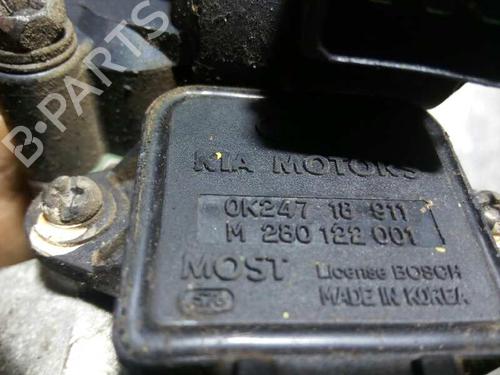 KIA MOTORS
0K247 18 911
M 280 122 001
MOST License BOSCH
MADE IN KOREA
B-PARTS